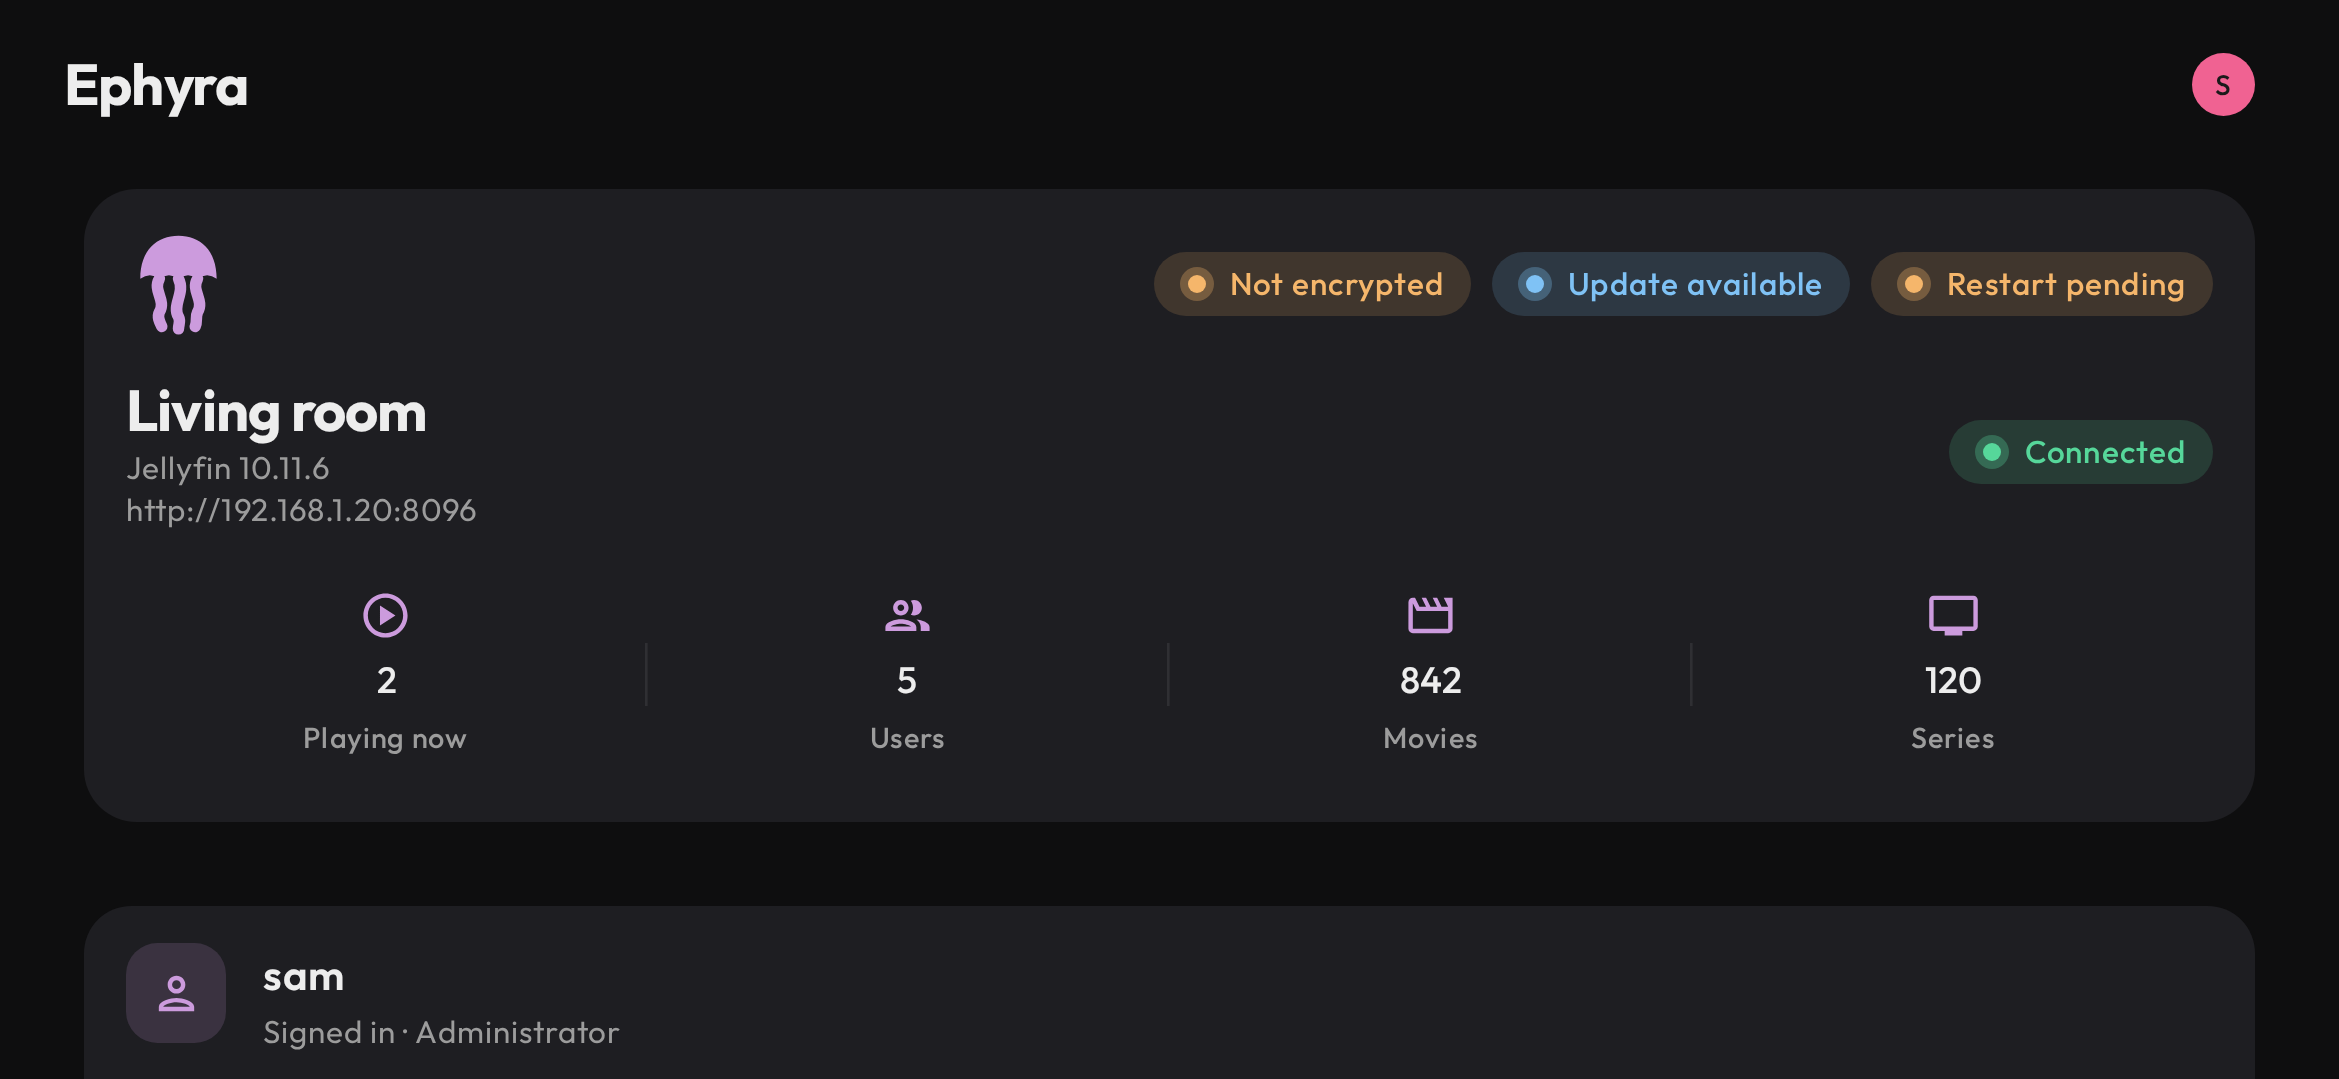 Ephyra
S
Not encrypted
Update available
Restart pending
Living room
Jellyfin 10.11.6
http://192.168.1.20:8096
Connected
2
Playing now
5
Users
842
Movies
120
Series
sam
Signed in · Administrator